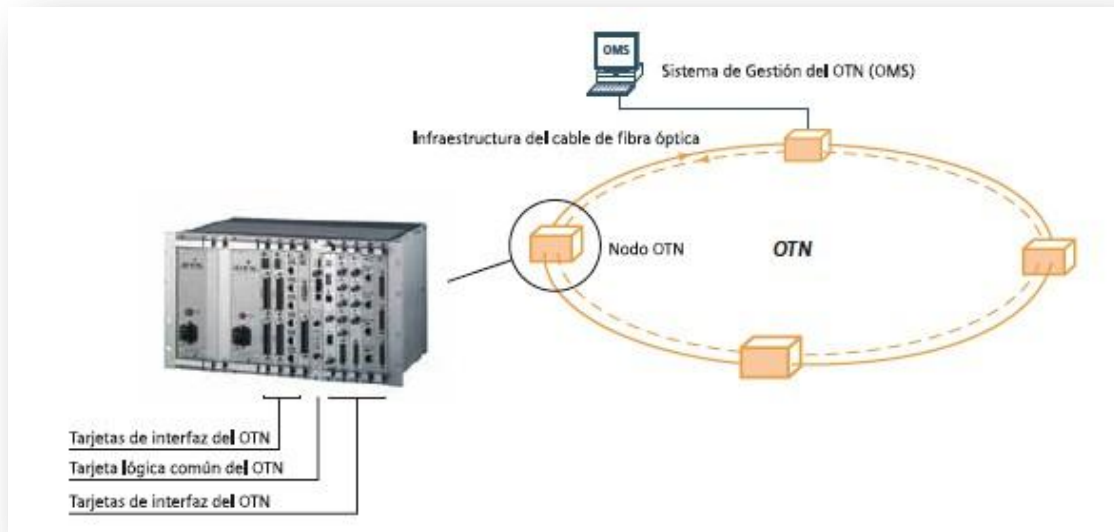 OMS
Sistema de Gestión del OTN (OMS)
Infraestructura del cable de fibra óptica
Nodo OTN
OTN
Tarjetas de interfaz del OTN
Tarjeta lógica común del OTN
Tarjetas de interfaz del OTN